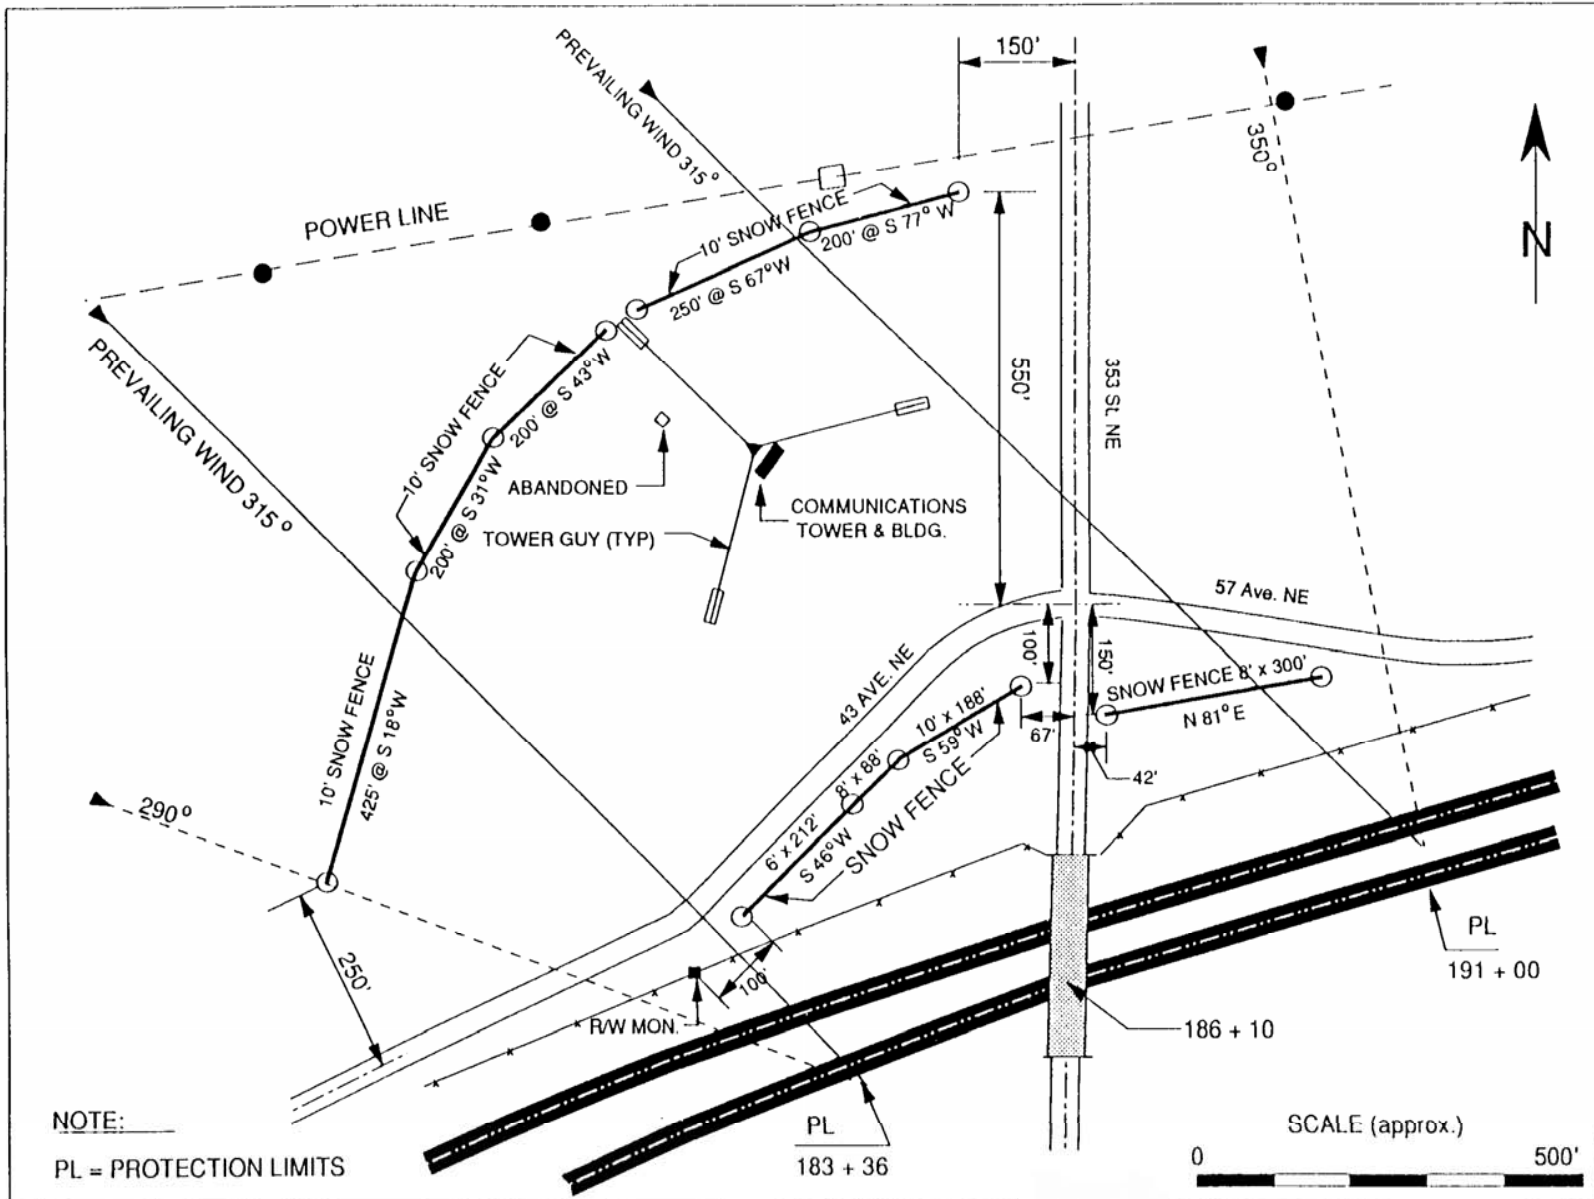 150'
PREVAILING WIND 315°
350°
N
POWER LINE
10' SNOW FENCE
200' @ S 77° W
250' @ S 67° W
PREVAILING WIND 315°
10' SNOW FENCE
200' @ S 43° W
200' @ S 31° W
550'
353 St. NE
ABANDONED
TOWER GUY (TYP)
COMMUNICATIONS
TOWER & BLDG.
57 Ave. NE
100'
150'
SNOW FENCE 8' x 300'
N 81° E
43 AVE. NE
10' x 188'
S 59° W
67'
42'
8' x 88'
6' x 212'
S 46° W
SNOW FENCE
10' SNOW FENCE
425' @ S 18° W
290°
250'
100'
R/W MON.
PL
191 + 00
186 + 10
NOTE:
PL = PROTECTION LIMITS
PL
183 + 36
SCALE (approx.)
0
500'